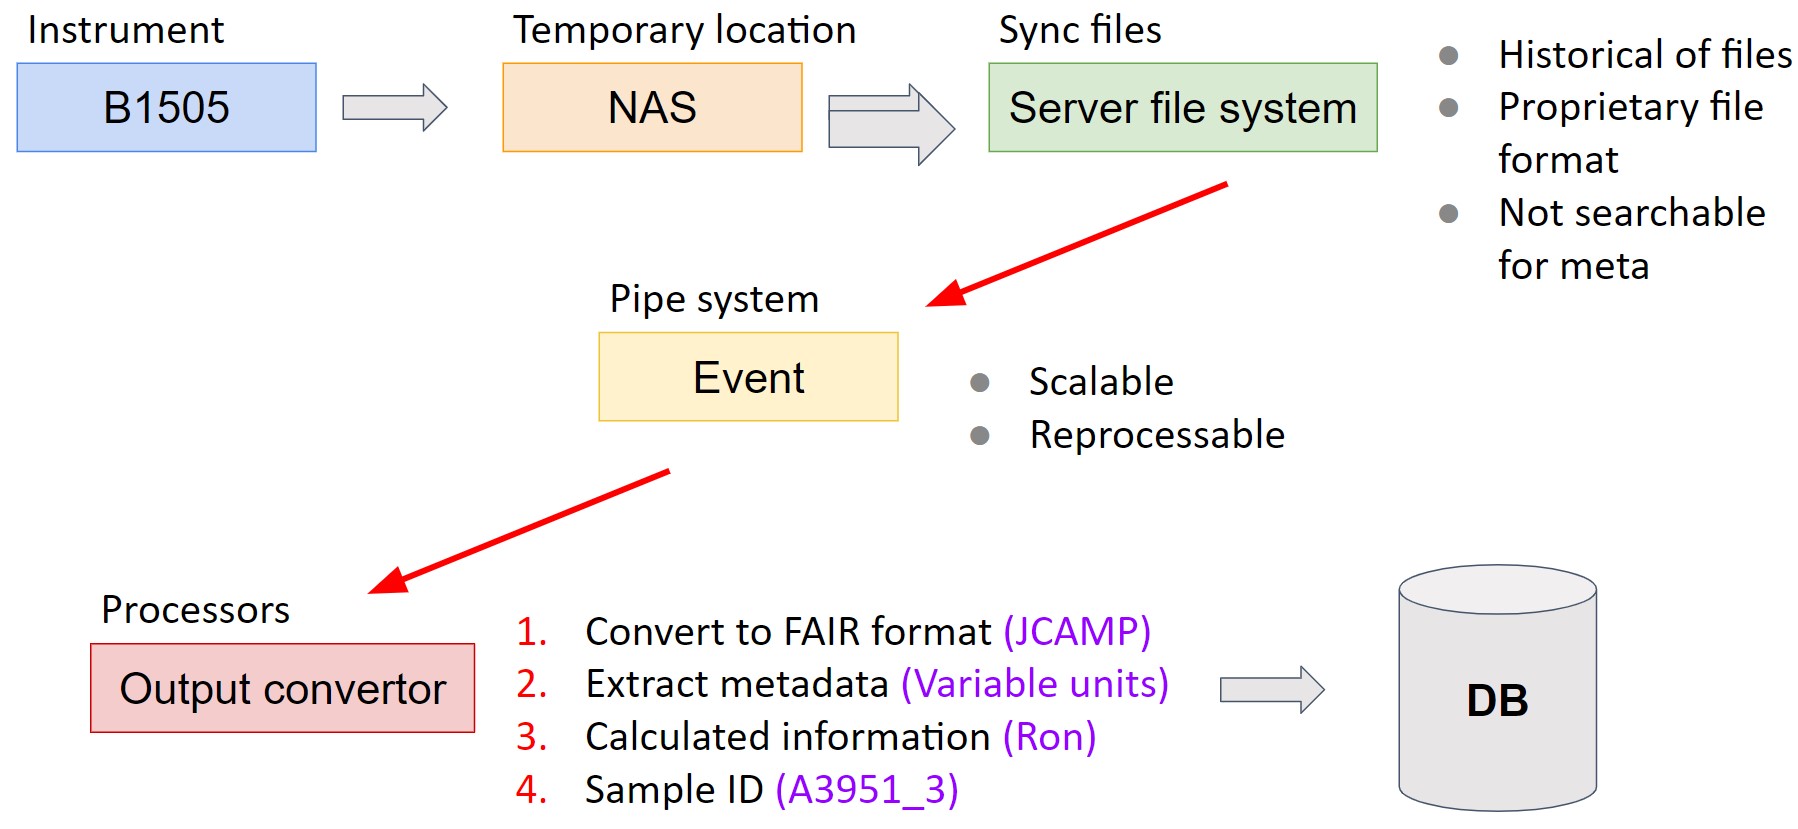 Instrument
B1505
Temporary location
NAS
Sync files
Server file system
● Historical of files
● Proprietary file
format
● Not searchable
for meta
Pipe system
Event
● Scalable
● Reprocessable
Processors
Output convertor
1. Convert to FAIR format (JCAMP)
2. Extract metadata (Variable units)
3. Calculated information (Ron)
4. Sample ID (A3951_3)
DB